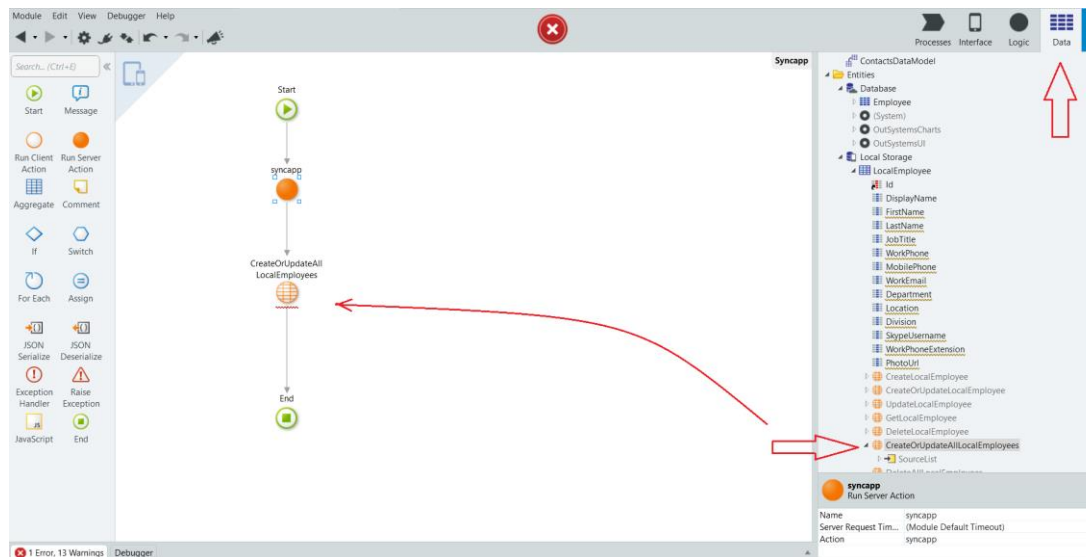 Module Edit View Debugger Help
Processes Interface Logic Data
Search... (Ctrl+E)
Start Message
Run Client Action
Run Server Action
Aggregate Comment
If Switch
For Each Assign
JSON Serialize
JSON Deserialize
Exception Handler
Raise Exception
JS
JavaScript End
Syncapp
Start
syncapp
CreateOrUpdateAll
LocalEmployees
End
ContactsDataModel
Entities
Database
Employee
(System)
OutSystemsCharts
OutSystemsUI
Local Storage
LocalEmployee
Id
DisplayName
FirstName
LastName
JobTitle
WorkPhone
MobilePhone
WorkEmail
Department
Location
Division
SkypeUsername
WorkPhoneExtension
PhotoUrl
CreateLocalEmployee
CreateOrUpdateLocalEmployee
UpdateLocalEmployee
GetLocalEmployee
DeleteLocalEmployee
CreateOrUpdateAllLocalEmployees
SourceList
syncapp
Run Server Action
Name syncapp
Server Request Tim... (Module Default Timeout)
Action syncapp
1 Error, 13 Warnings Debugger